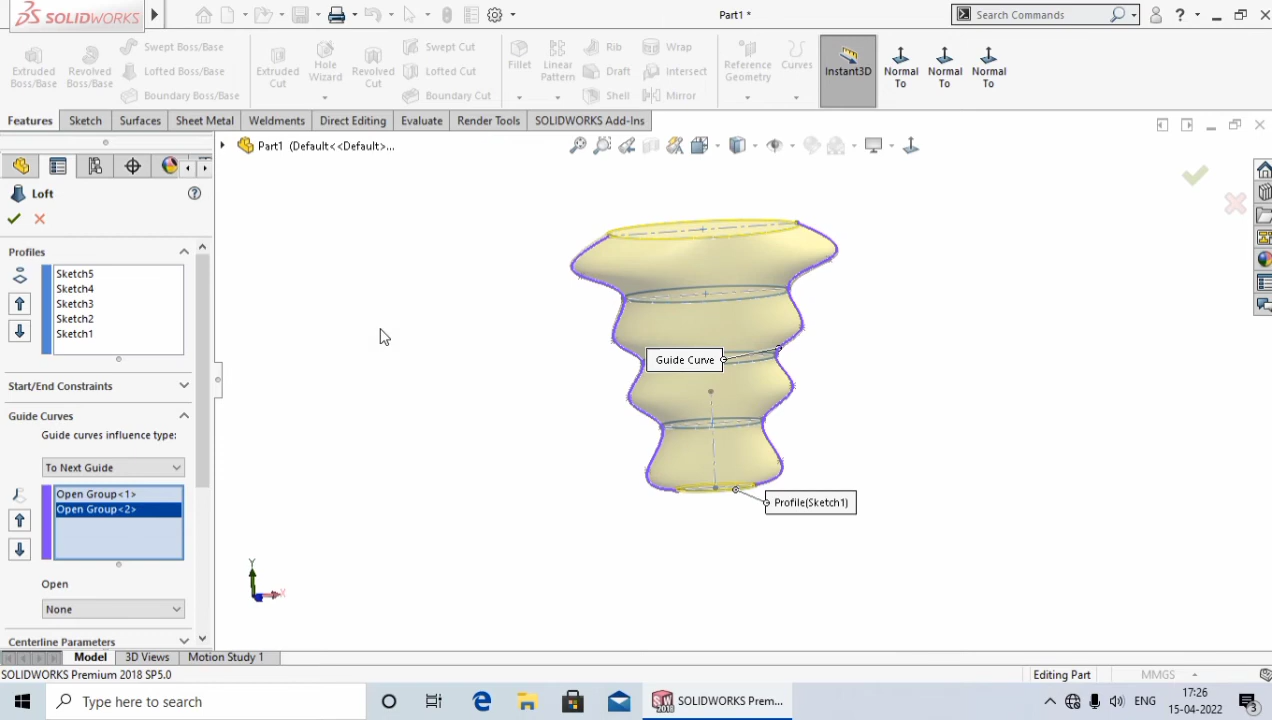 SOLIDWORKS
Part1 *
Search Commands
?
Extruded Boss/Base
Revolved Boss/Base
Swept Boss/Base
Lofted Boss/Base
Boundary Boss/Base
Extruded Cut
Hole Wizard
Revolved Cut
Swept Cut
Lofted Cut
Boundary Cut
Fillet
Linear Pattern
Rib
Draft
Shell
Wrap
Intersect
Mirror
Reference Geometry
Curves
Instant3D
Normal To
Normal To
Normal To
Features
Sketch
Surfaces
Sheet Metal
Weldments
Direct Editing
Evaluate
Render Tools
SOLIDWORKS Add-Ins
Part1 (Default<<Default>...
Loft
?
Profiles
Sketch5
Sketch4
Sketch3
Sketch2
Sketch1
Start/End Constraints
Guide Curves
Guide curves influence type:
To Next Guide
Open Group<1>
Open Group<2>
Open
None
Centerline Parameters
Guide Curve
Profile(Sketch1)
Y
X
Model
3D Views
Motion Study 1
SOLIDWORKS Premium 2018 SP5.0
Editing Part
MMGS
Type here to search
SOLIDWORKS Prem...
ENG
17:26
15-04-2022
3